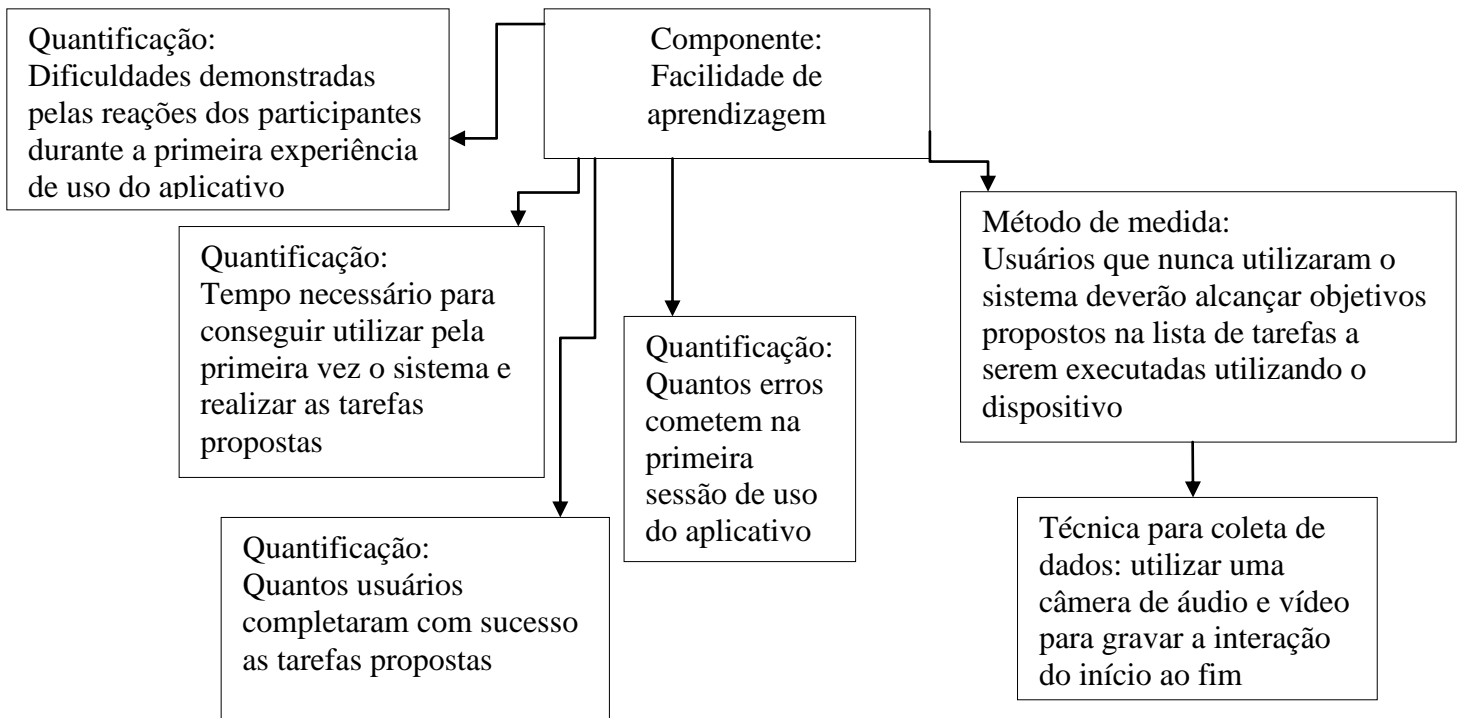 Quantificação:
Dificuldades demonstradas
pelas reações dos participantes
durante a primeira experiência
de uso do aplicativo
Componente:
Facilidade de
aprendizagem
Quantificação:
Tempo necessário para
conseguir utilizar pela
primeira vez o sistema e
realizar as tarefas
propostas
Quantificação:
Quantos usuários
completaram com sucesso
as tarefas propostas
Quantificação:
Quantos erros
cometem na
primeira
sessão de uso
do aplicativo
Método de medida:
Usuários que nunca utilizaram o
sistema deverão alcançar objetivos
propostos na lista de tarefas a
serem executadas utilizando o
dispositivo
Técnica para coleta de
dados: utilizar uma
câmera de áudio e vídeo
para gravar a interação
do início ao fim